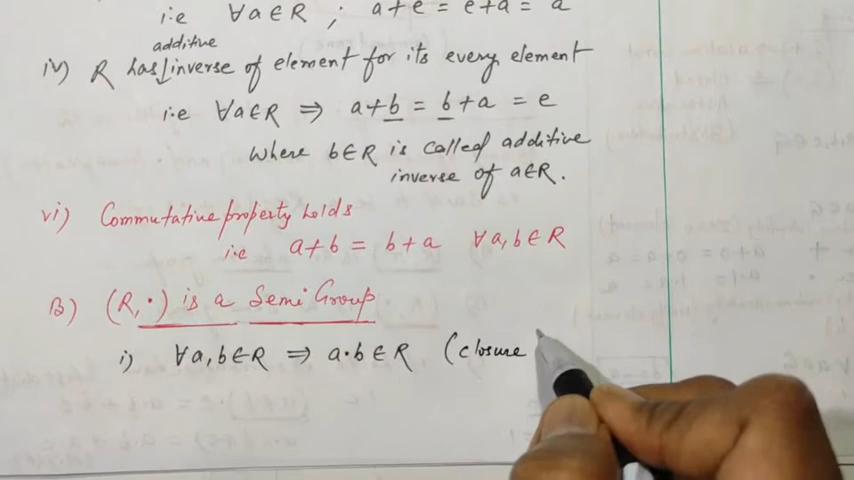 i.e ∀a∈R ; a+e = e+a = a
additive
iv) R has inverse of element for its every element
i.e ∀a∈R ⇒ a+b = b+a = e
Where b∈R is called additive
inverse of a∈R.
vi) Commutative property holds
i.e a+b = b+a ∀a,b∈R
B) (R,·) is a Semi Group
i) ∀a,b∈R ⇒ a·b∈R (closure